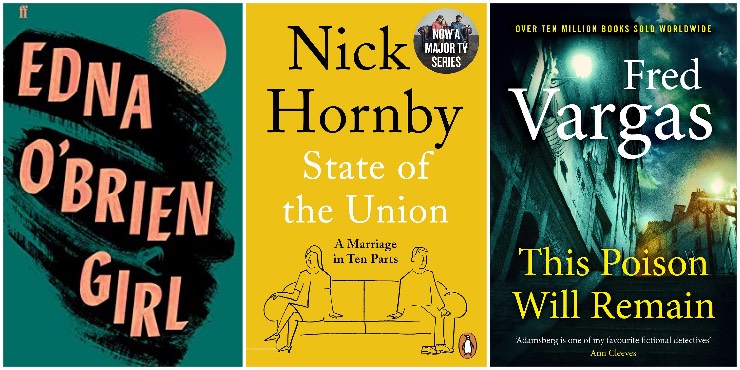 ff
EDNA
O'BRIEN
GIRL
Nick
Hornby
NOW A
MAJOR TV
SERIES
State of
the Union
A Marriage
in Ten Parts
OVER TEN MILLION BOOKS SOLD WORLDWIDE
Fred
Vargas
This Poison
Will Remain
'Adamsberg is one of my favourite fictional detectives'
Ann Cleeves